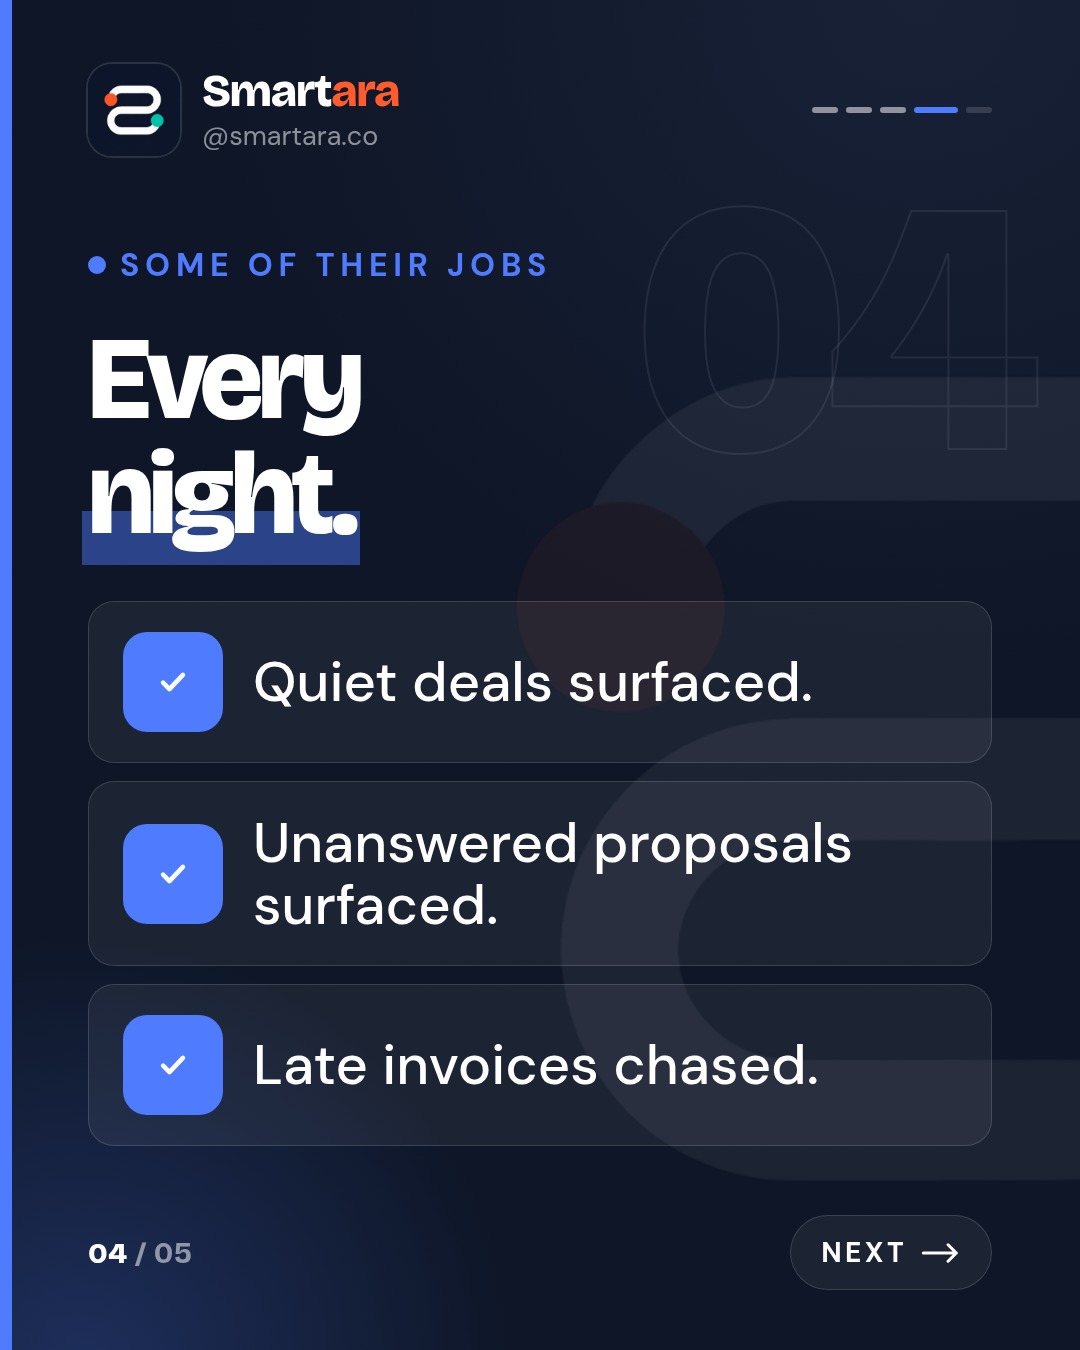 Smartara
@smartara.co
SOME OF THEIR JOBS
04
Every
night.
Quiet deals surfaced.
Unanswered proposals
surfaced.
Late invoices chased.
04 / 05
NEXT →